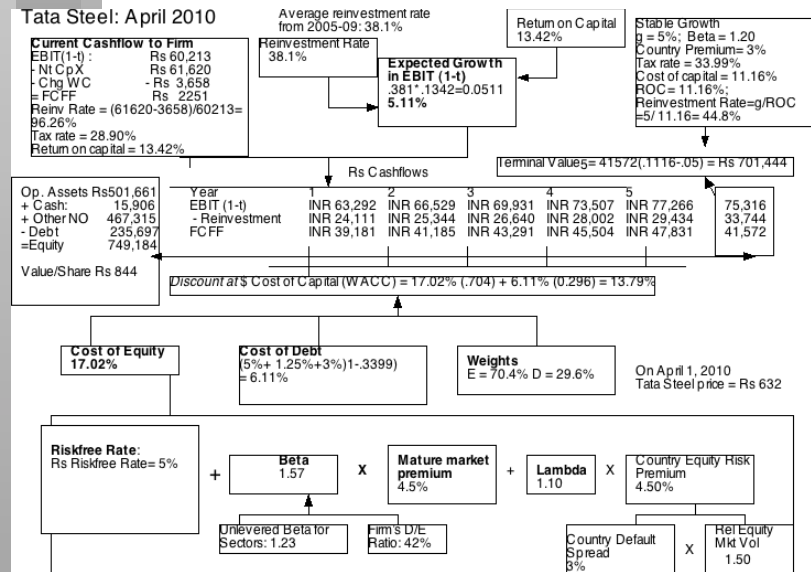 Tata Steel: April 2010
Average reinvestment rate
from 2005-09: 38.1%
Reinvestment Rate
38.1%
Return on Capital
13.42%
Stable Growth
g = 5%; Beta = 1.20
Country Premium= 3%
Tax rate = 33.99%
Cost of capital = 11.16%
ROC= 11.16%;
Reinvestment Rate=g/ROC
=5/ 11.16= 44.8%
Current Cashflow to Firm
EBIT(1-t) : Rs 60,213
- Nt CpX Rs 61,620
- Chg WC - Rs 3,658
= FCFF Rs 2251
Reinv Rate = (61620-3658)/60213=
96.26%
Tax rate = 28.90%
Return on capital = 13.42%
Expected Growth
in EBIT (1-t)
.381*.1342=0.0511
5.11%
Terminal Value5= 41572(.1116-.05) = Rs 701,444
Rs Cashflows
Op. Assets Rs501,661
+ Cash: 15,906
+ Other NO 467,315
- Debt 235,697
=Equity 749,184
Value/Share Rs 844
Year 1 2 3 4 5
EBIT (1-t) INR 63,292 INR 66,529 INR 69,931 INR 73,507 INR 77,266 75,316
- Reinvestment INR 24,111 INR 25,344 INR 26,640 INR 28,002 INR 29,434 33,744
FCFF INR 39,181 INR 41,185 INR 43,291 INR 45,504 INR 47,831 41,572
Discount at $ Cost of Capital (WACC) = 17.02% (.704) + 6.11% (0.296) = 13.79%
Cost of Equity
17.02%
Cost of Debt
(5%+ 1.25%+3%)1-.3399)
= 6.11%
Weights
E = 70.4% D = 29.6%
On April 1, 2010
Tata Steel price = Rs 632
Riskfree Rate:
Rs Riskfree Rate= 5%
+
Beta
1.57
X
Mature market
premium
4.5%
+
Lambda
1.10
X
Country Equity Risk
Premium
4.50%
Unlevered Beta for
Sectors: 1.23
Firm's D/E
Ratio: 42%
Country Default
Spread
3%
X
Rel Equity
Mkt Vol
1.50